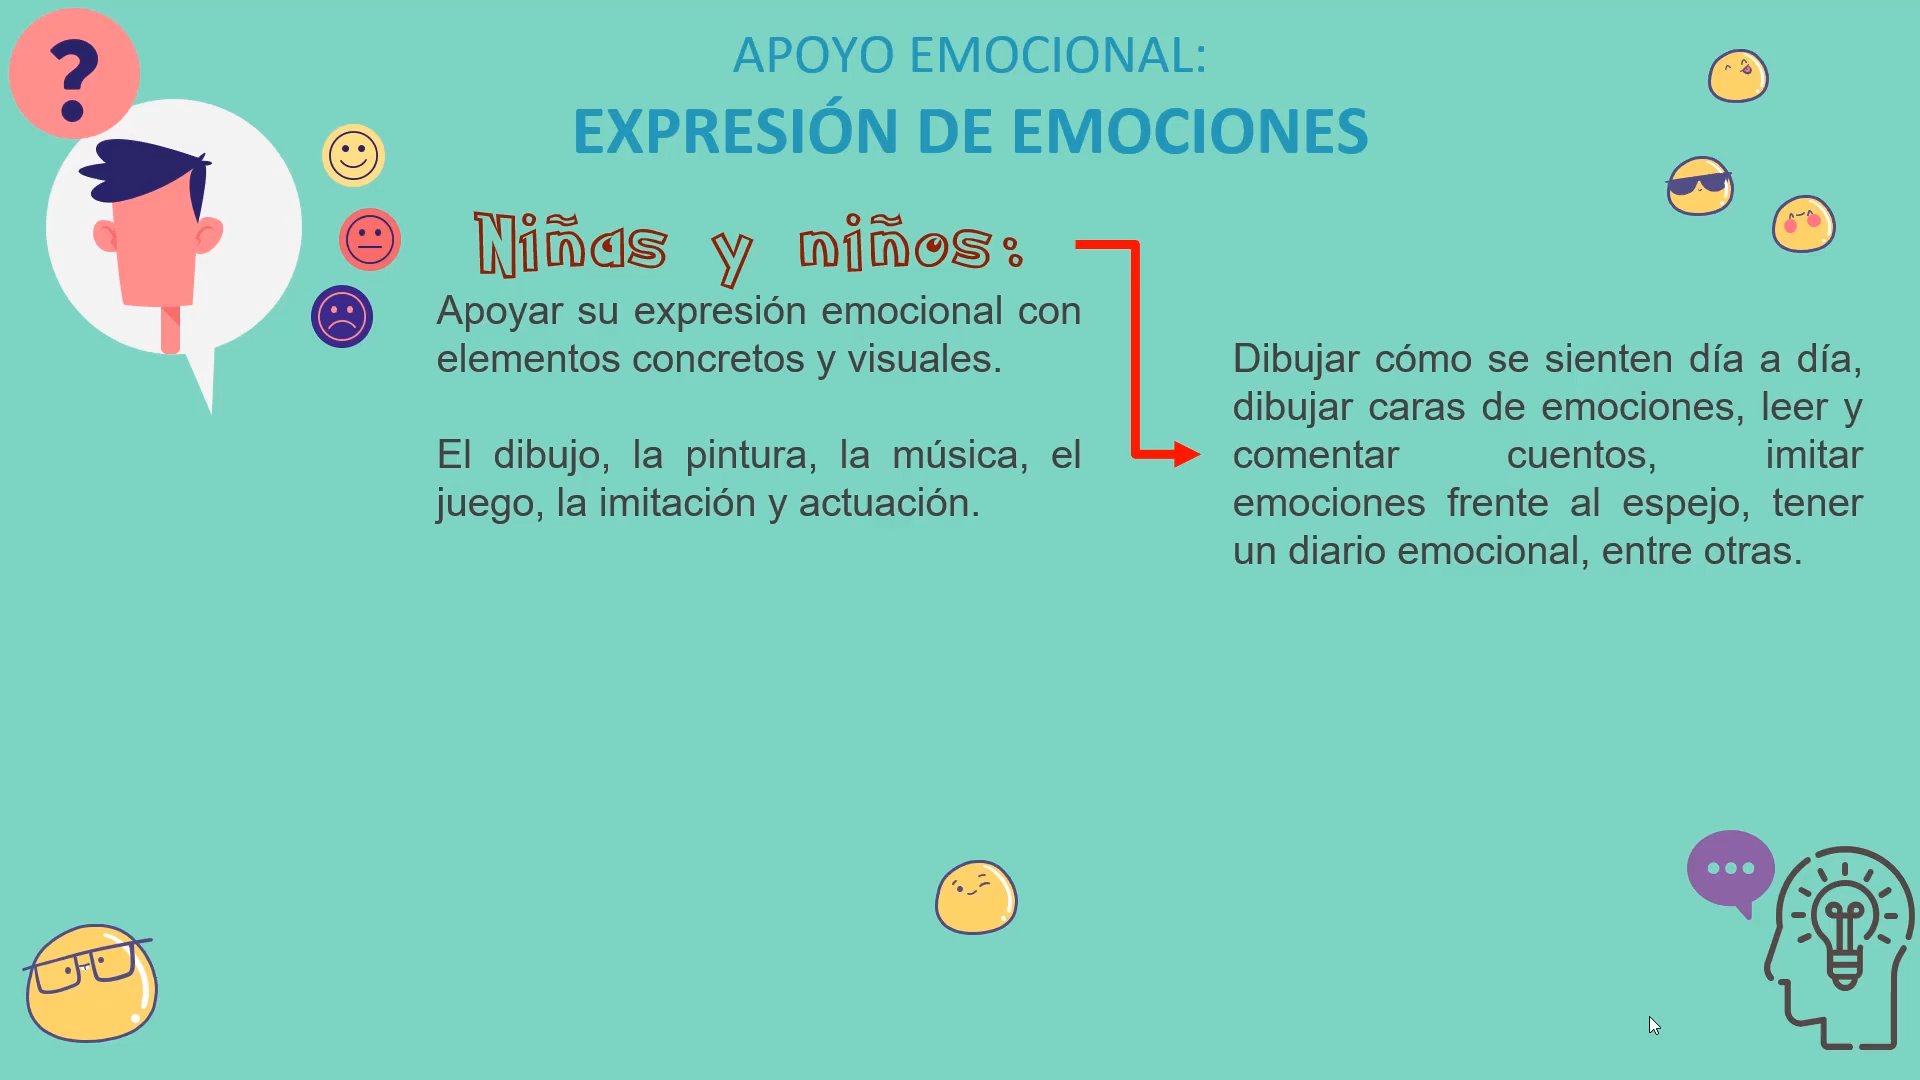 ?
APOYO EMOCIONAL:
EXPRESIÓN DE EMOCIONES
Niñas y niños:
Apoyar su expresión emocional con
elementos concretos y visuales.
El dibujo, la pintura, la música, el
juego, la imitación y actuación.
Dibujar cómo se sienten día a día,
dibujar caras de emociones, leer y
comentar cuentos, imitar
emociones frente al espejo, tener
un diario emocional, entre otras.